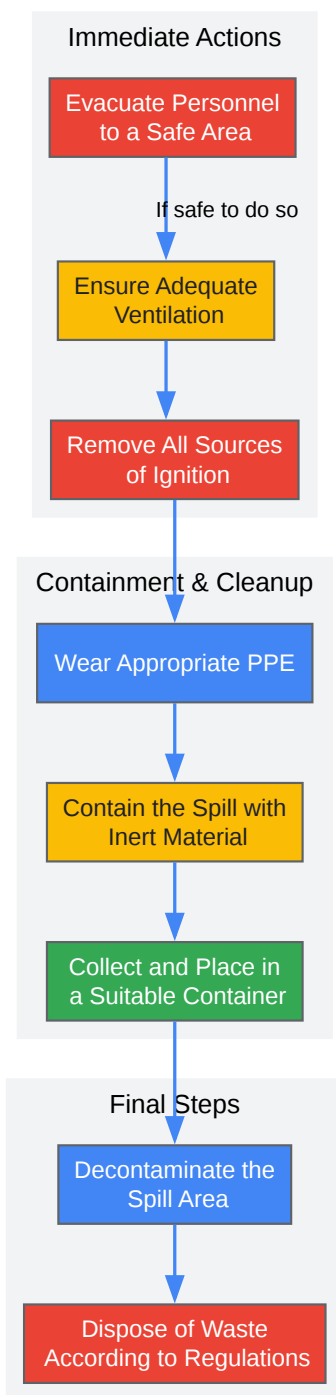 Immediate Actions
Evacuate Personnel
to a Safe Area
If safe to do so
Ensure Adequate
Ventilation
Remove All Sources
of Ignition
Containment & Cleanup
Wear Appropriate PPE
Contain the Spill with
Inert Material
Collect and Place in
a Suitable Container
Final Steps
Decontaminate the
Spill Area
Dispose of Waste
According to Regulations